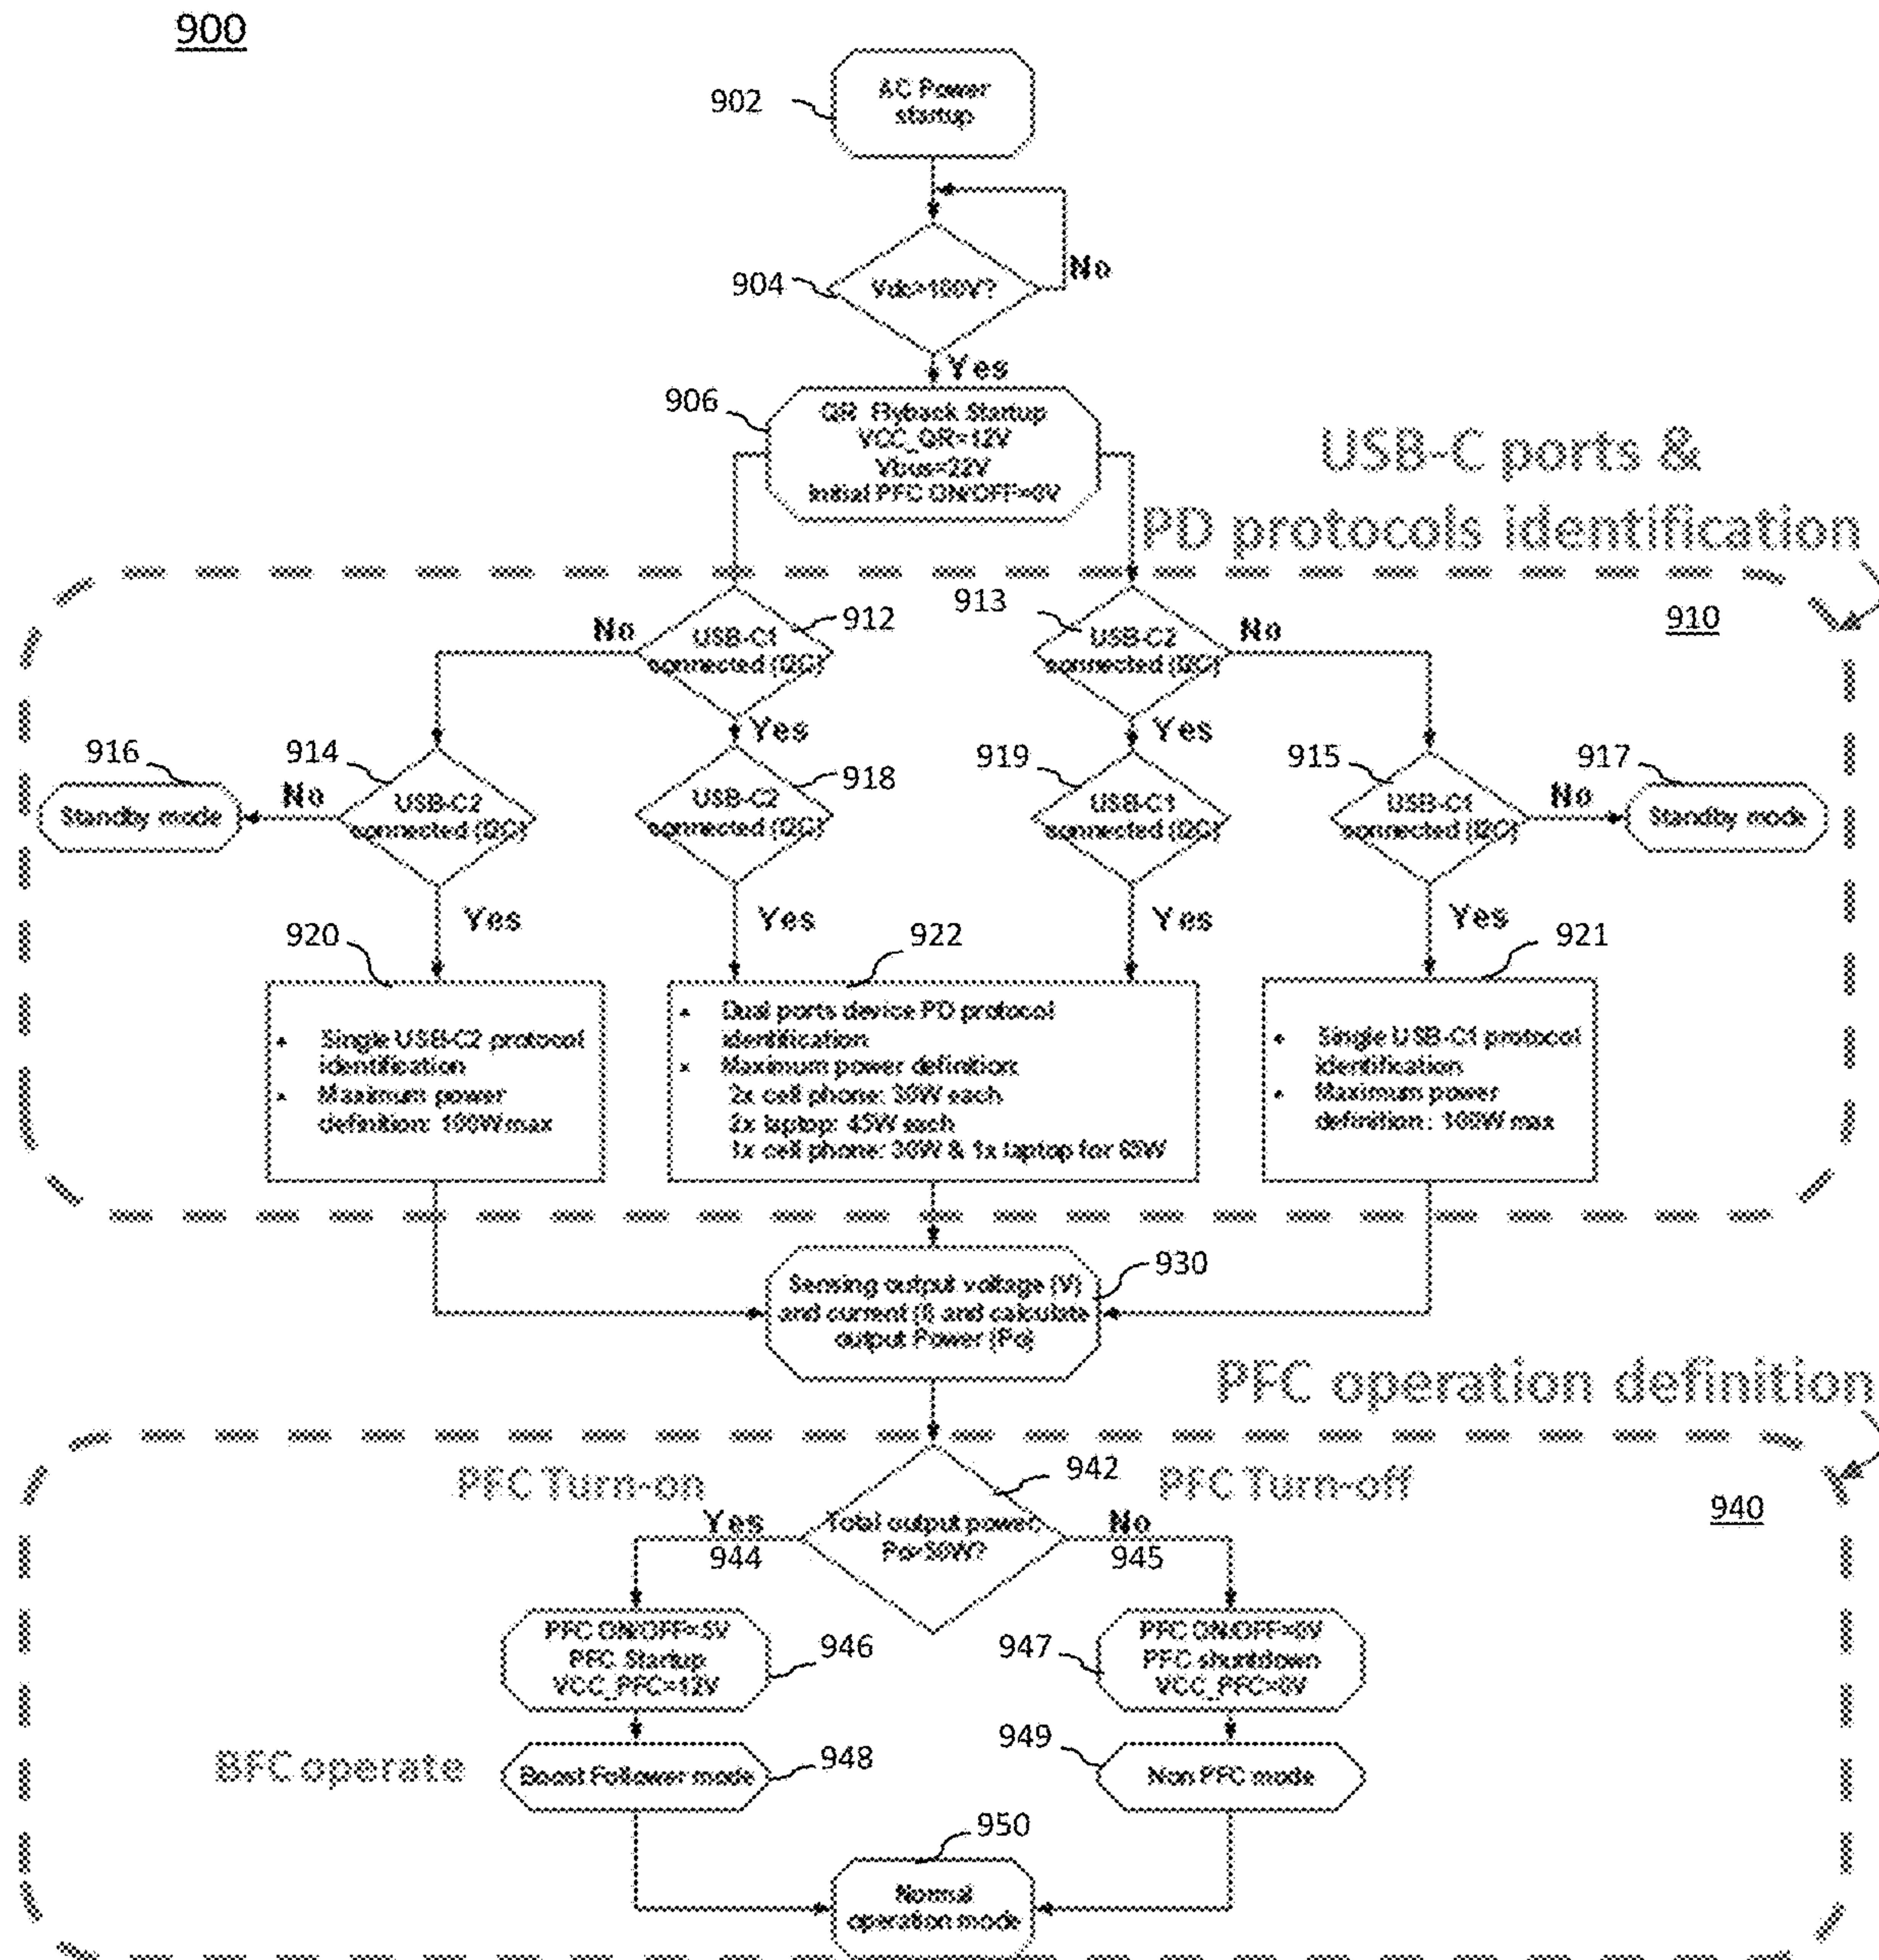 900
902
AC Power
startup
904
No
Yes
906
QR Flyback Startup
VCC_QR=12V
Vbus=22V
Initial PFC ON/OFF=0V
USB-C ports &
PD protocols identification
910
912
USB-C1
connected (I2C)
No
Yes
913
USB-C2
connected (I2C)
No
Yes
916
Standby mode
914
USB-C2
connected (I2C)
No
Yes
918
USB-C2
connected (I2C)
Yes
919
USB-C1
connected (I2C)
Yes
915
USB-C1
connected (I2C)
No
Yes
917
Standby mode
920
Single USB-C2 protocol
identification
Maximum power
definition: 100W max
922
Dual ports device PD protocol
identification
Maximum power definition:
2x cell phone: 30W each
2x laptop: 45W each
1x cell phone: 30W & 1x laptop for
921
Single USB-C1 protocol
identification
Maximum power
definition: 100W max
930
Sensing output voltage (V)
and current (I) and calculate
output Power (Po)
PFC operation definition
940
PFC Turn-on
942
PFC Turn-off
Total output power,
Yes
944
No
945
946
PFC ON/OFF=5V
PFC Startup
VCC_PFC=12V
947
PFC ON/OFF=0V
PFC shutdown
VCC_PFC=0V
BFC operate
948
Boost Follower mode
949
Non PFC mode
950
Normal
operation mode